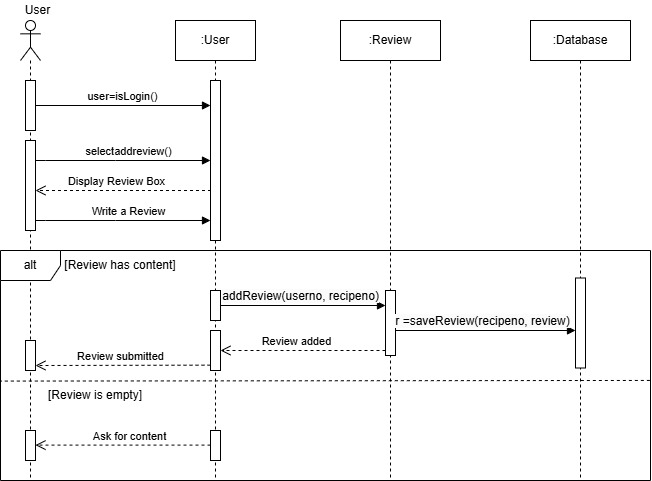 User
:User
:Review
:Database
user=isLogin()
selectaddreview()
Display Review Box
Write a Review
alt
[Review has content]
addReview(userno, recipeno)
r =saveReview(recipeno, review)
Review added
Review submitted
[Review is empty]
Ask for content